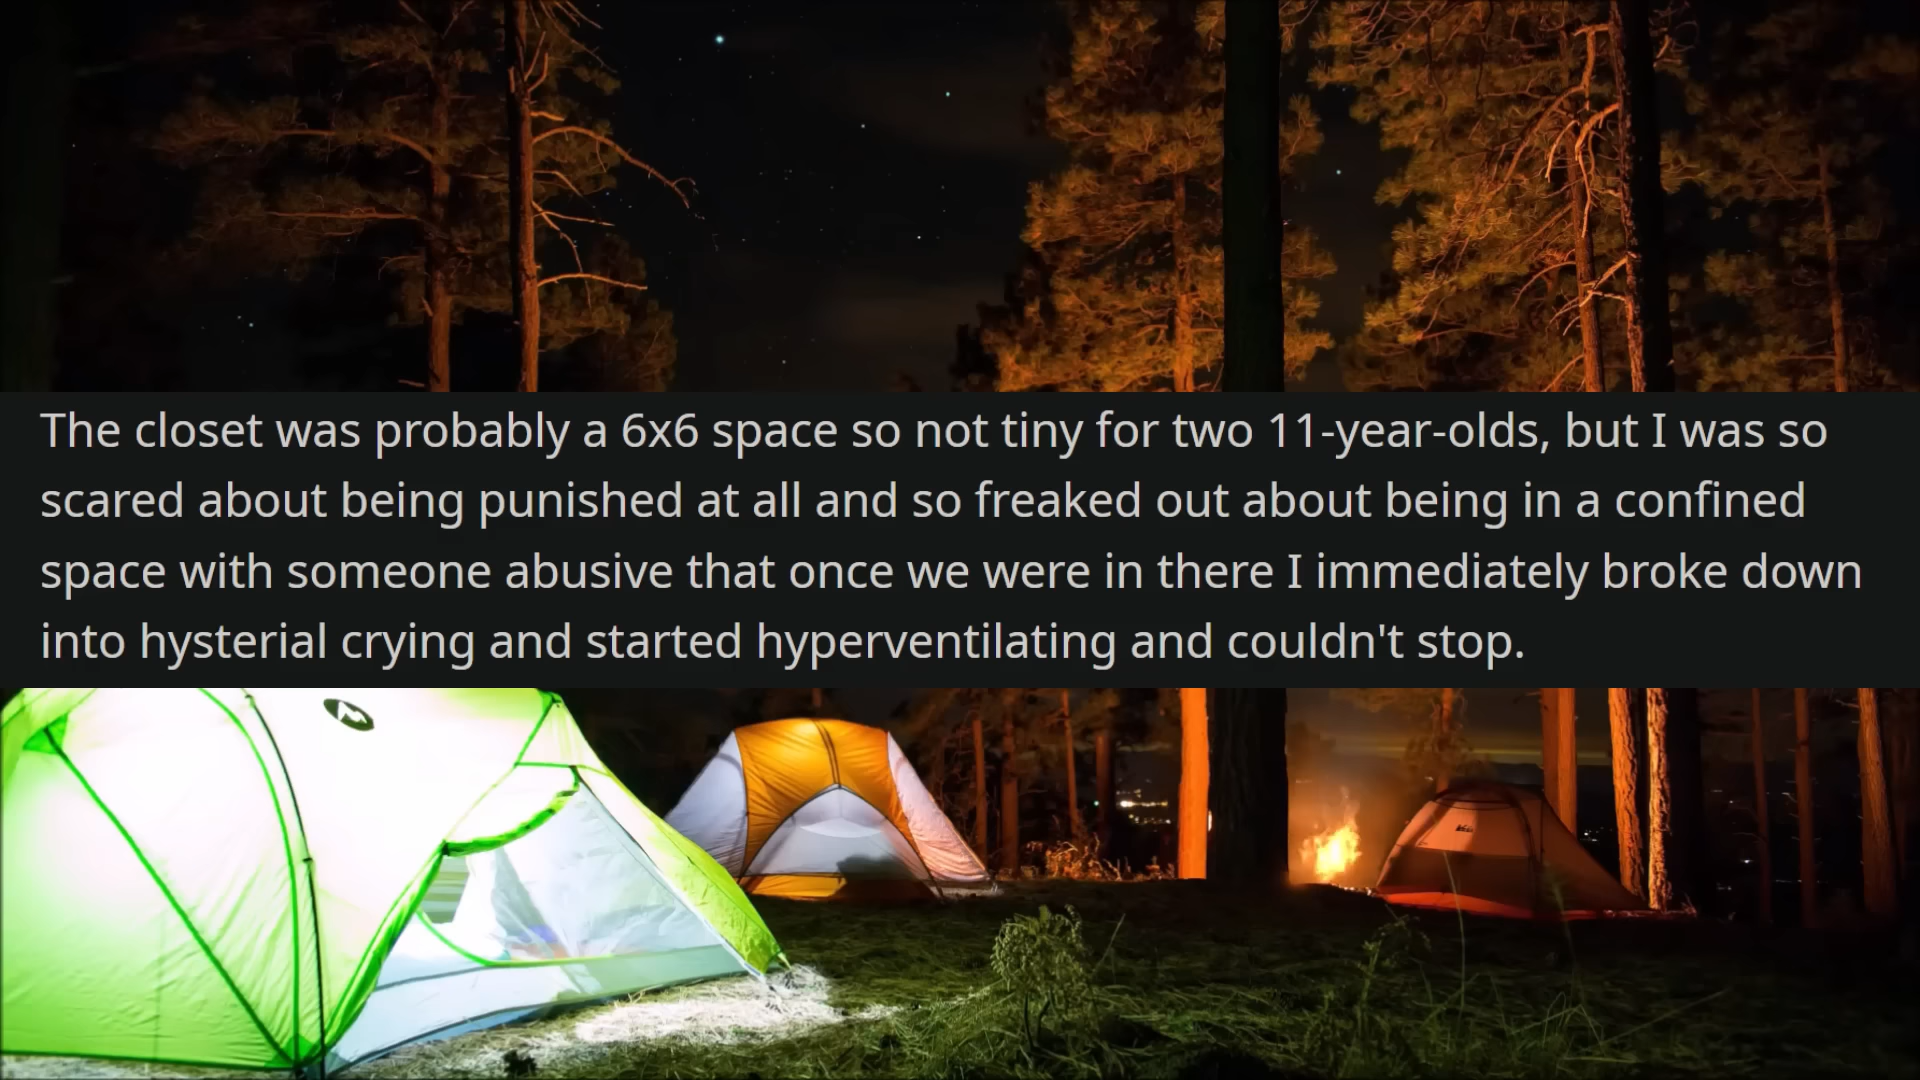 The closet was probably a 6x6 space so not tiny for two 11-year-olds, but I was so
scared about being punished at all and so freaked out about being in a confined
space with someone abusive that once we were in there I immediately broke down
into hysterial crying and started hyperventilating and couldn't stop.